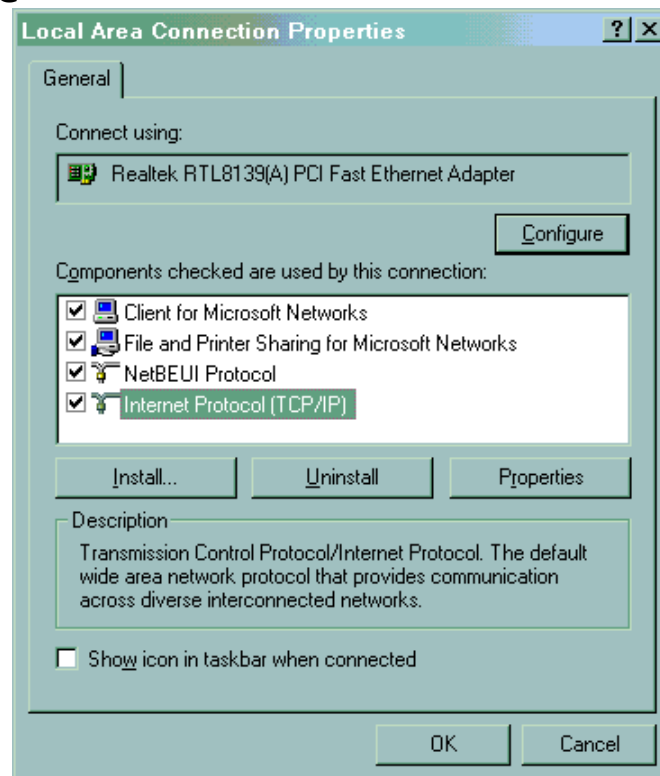 Local Area Connection Properties
General
Connect using:
Realtek RTL8139(A) PCI Fast Ethernet Adapter
Configure
Components checked are used by this connection:
Client for Microsoft Networks
File and Printer Sharing for Microsoft Networks
NetBEUI Protocol
Internet Protocol (TCP/IP)
Install... Uninstall Properties
Description
Transmission Control Protocol/Internet Protocol. The default
wide area network protocol that provides communication
across diverse interconnected networks.
Show icon in taskbar when connected
OK Cancel